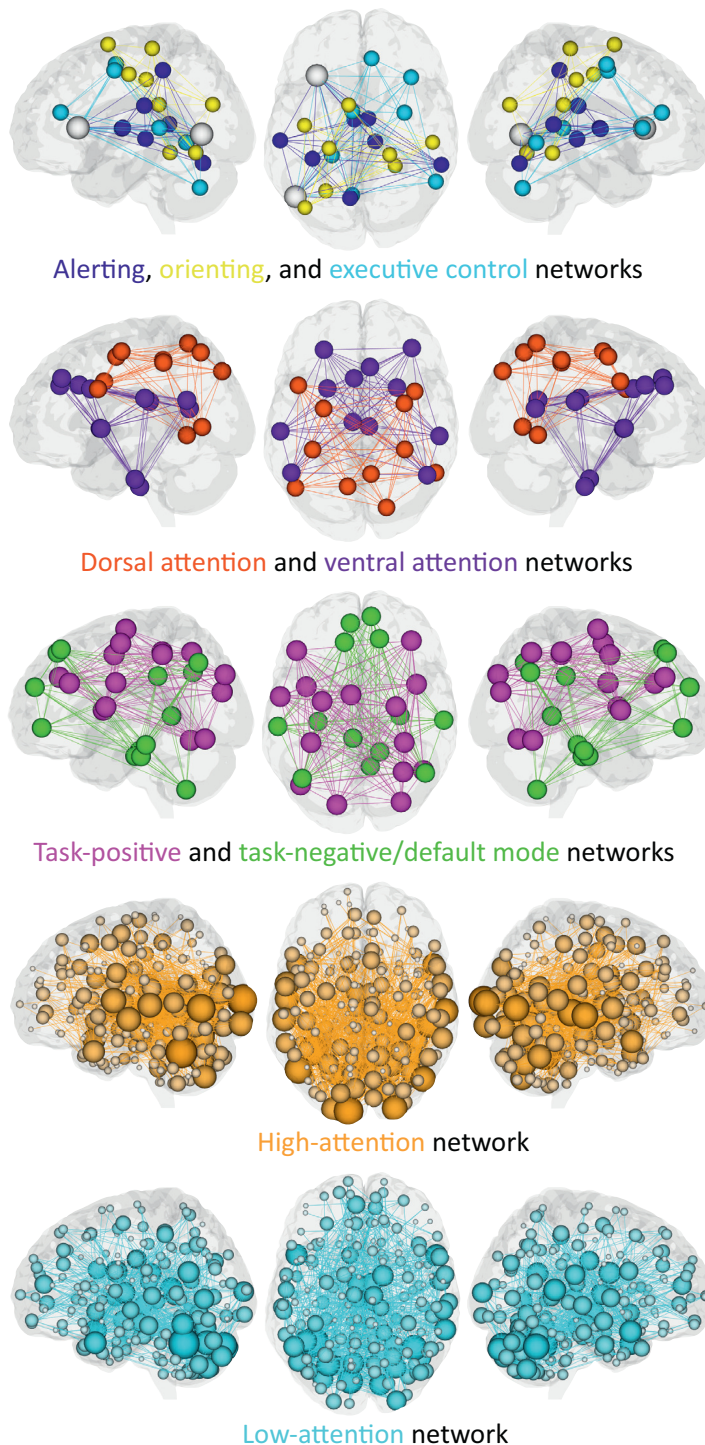 Alerting, orienting, and executive control networks
Dorsal attention and ventral attention networks
Task-positive and task-negative/default mode networks
High-attention network
Low-attention network